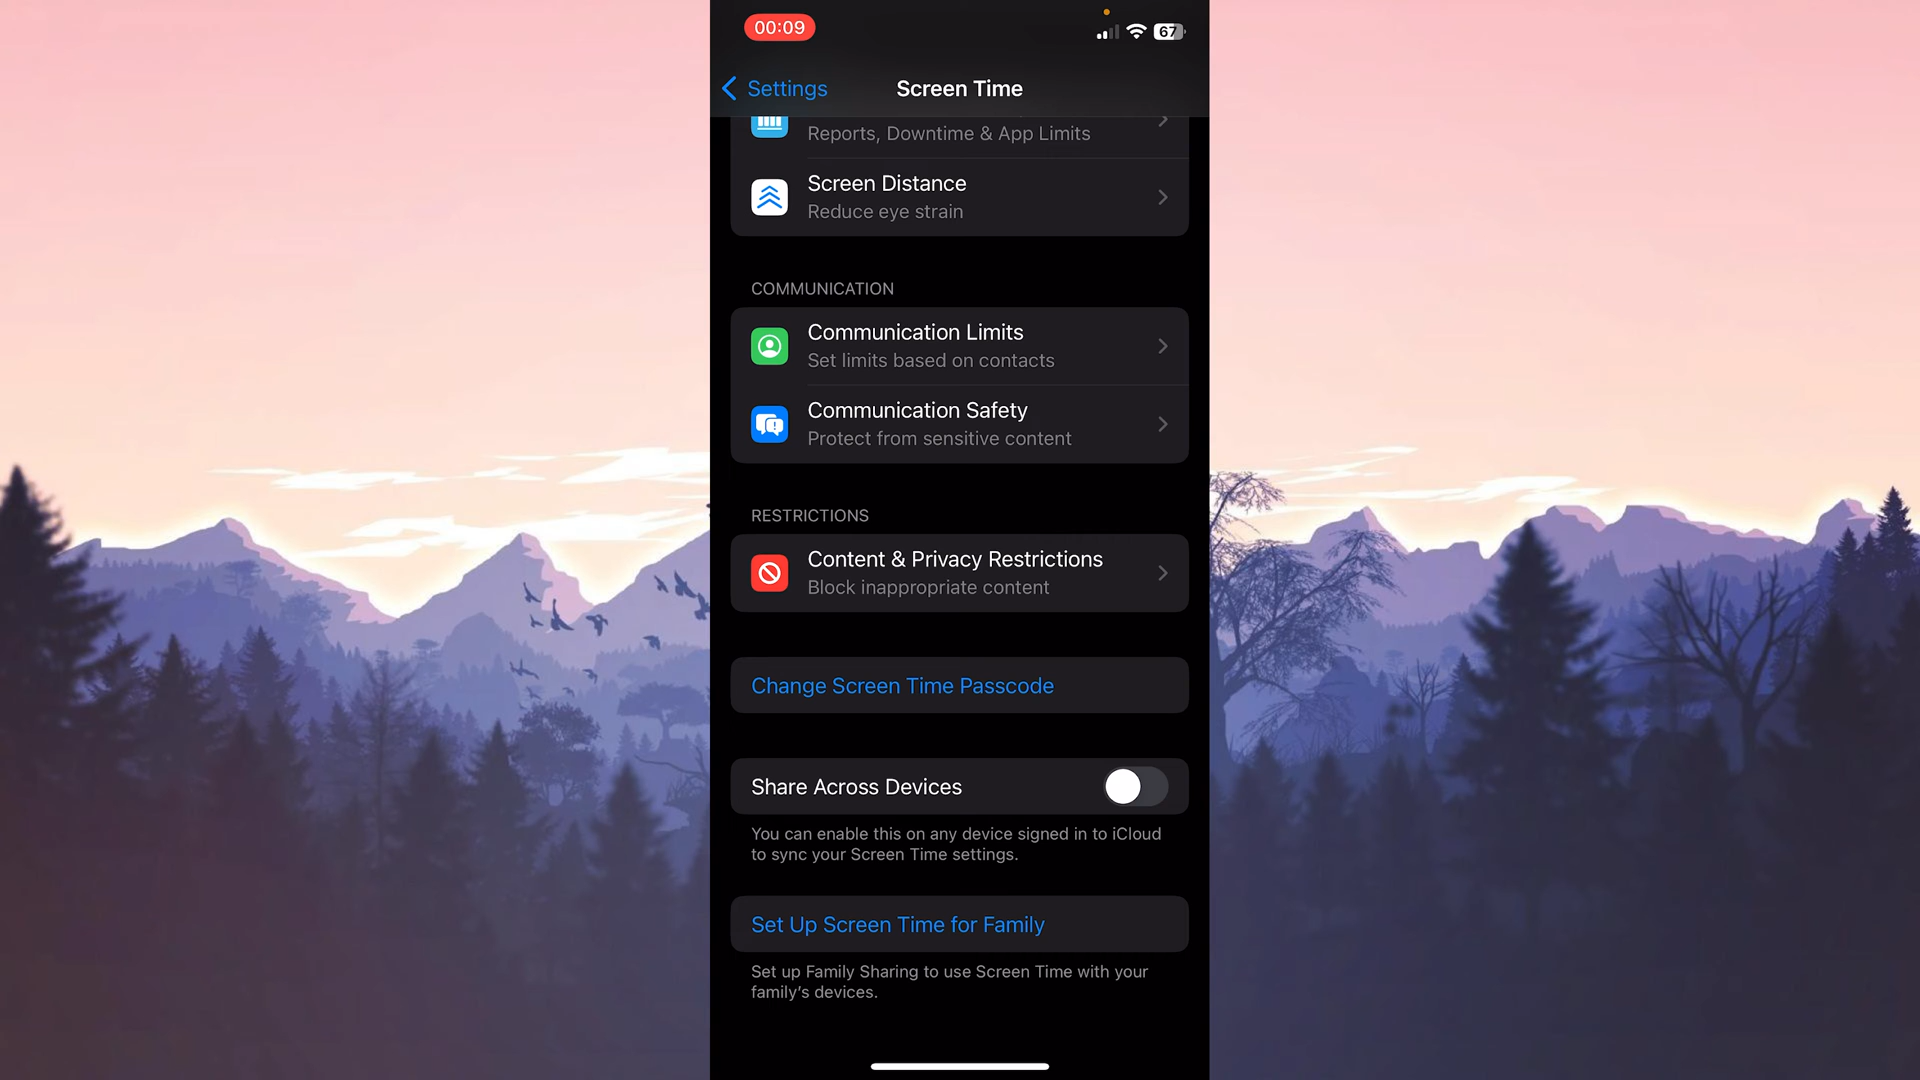 00:09
67
Settings
Screen Time
Reports, Downtime & App Limits
Screen Distance
Reduce eye strain
COMMUNICATION
Communication Limits
Set limits based on contacts
Communication Safety
Protect from sensitive content
RESTRICTIONS
Content & Privacy Restrictions
Block inappropriate content
Change Screen Time Passcode
Share Across Devices
You can enable this on any device signed in to iCloud
to sync your Screen Time settings.
Set Up Screen Time for Family
Set up Family Sharing to use Screen Time with your
family's devices.